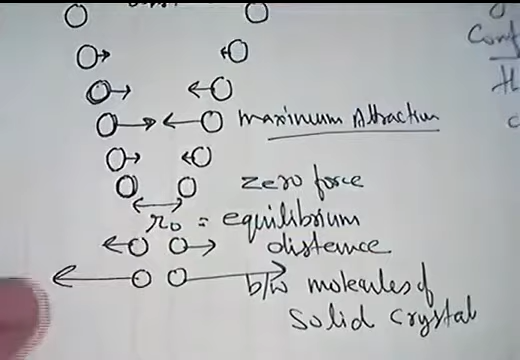 maximum Attraction
zero force
r₀ = equilibrium
distence
b/w molecules of
solid crystal